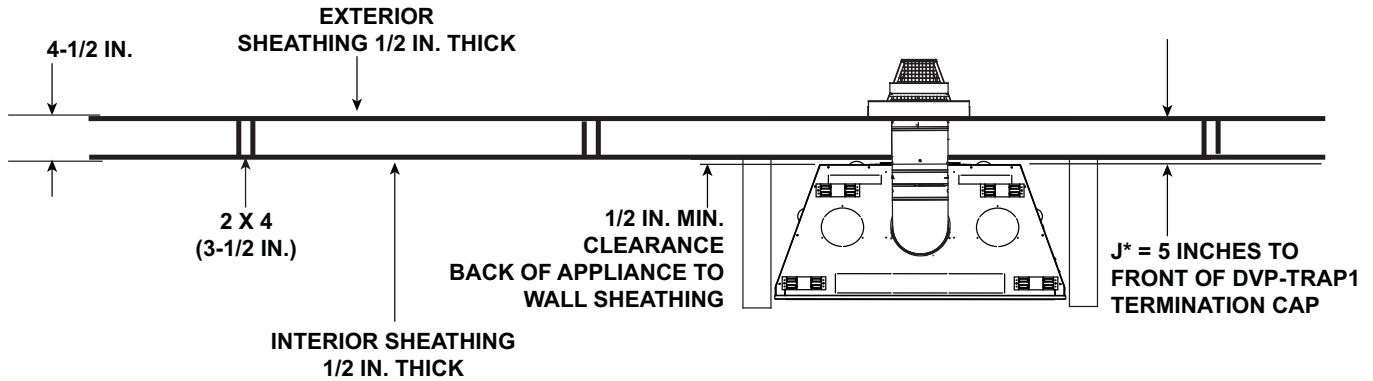 EXTERIOR
SHEATHING 1/2 IN. THICK
4-1/2 IN.
2 X 4
(3-1/2 IN.)
1/2 IN. MIN.
CLEARANCE
BACK OF APPLIANCE TO
WALL SHEATHING
J* = 5 INCHES TO
FRONT OF DVP-TRAP1
TERMINATION CAP
INTERIOR SHEATHING
1/2 IN. THICK